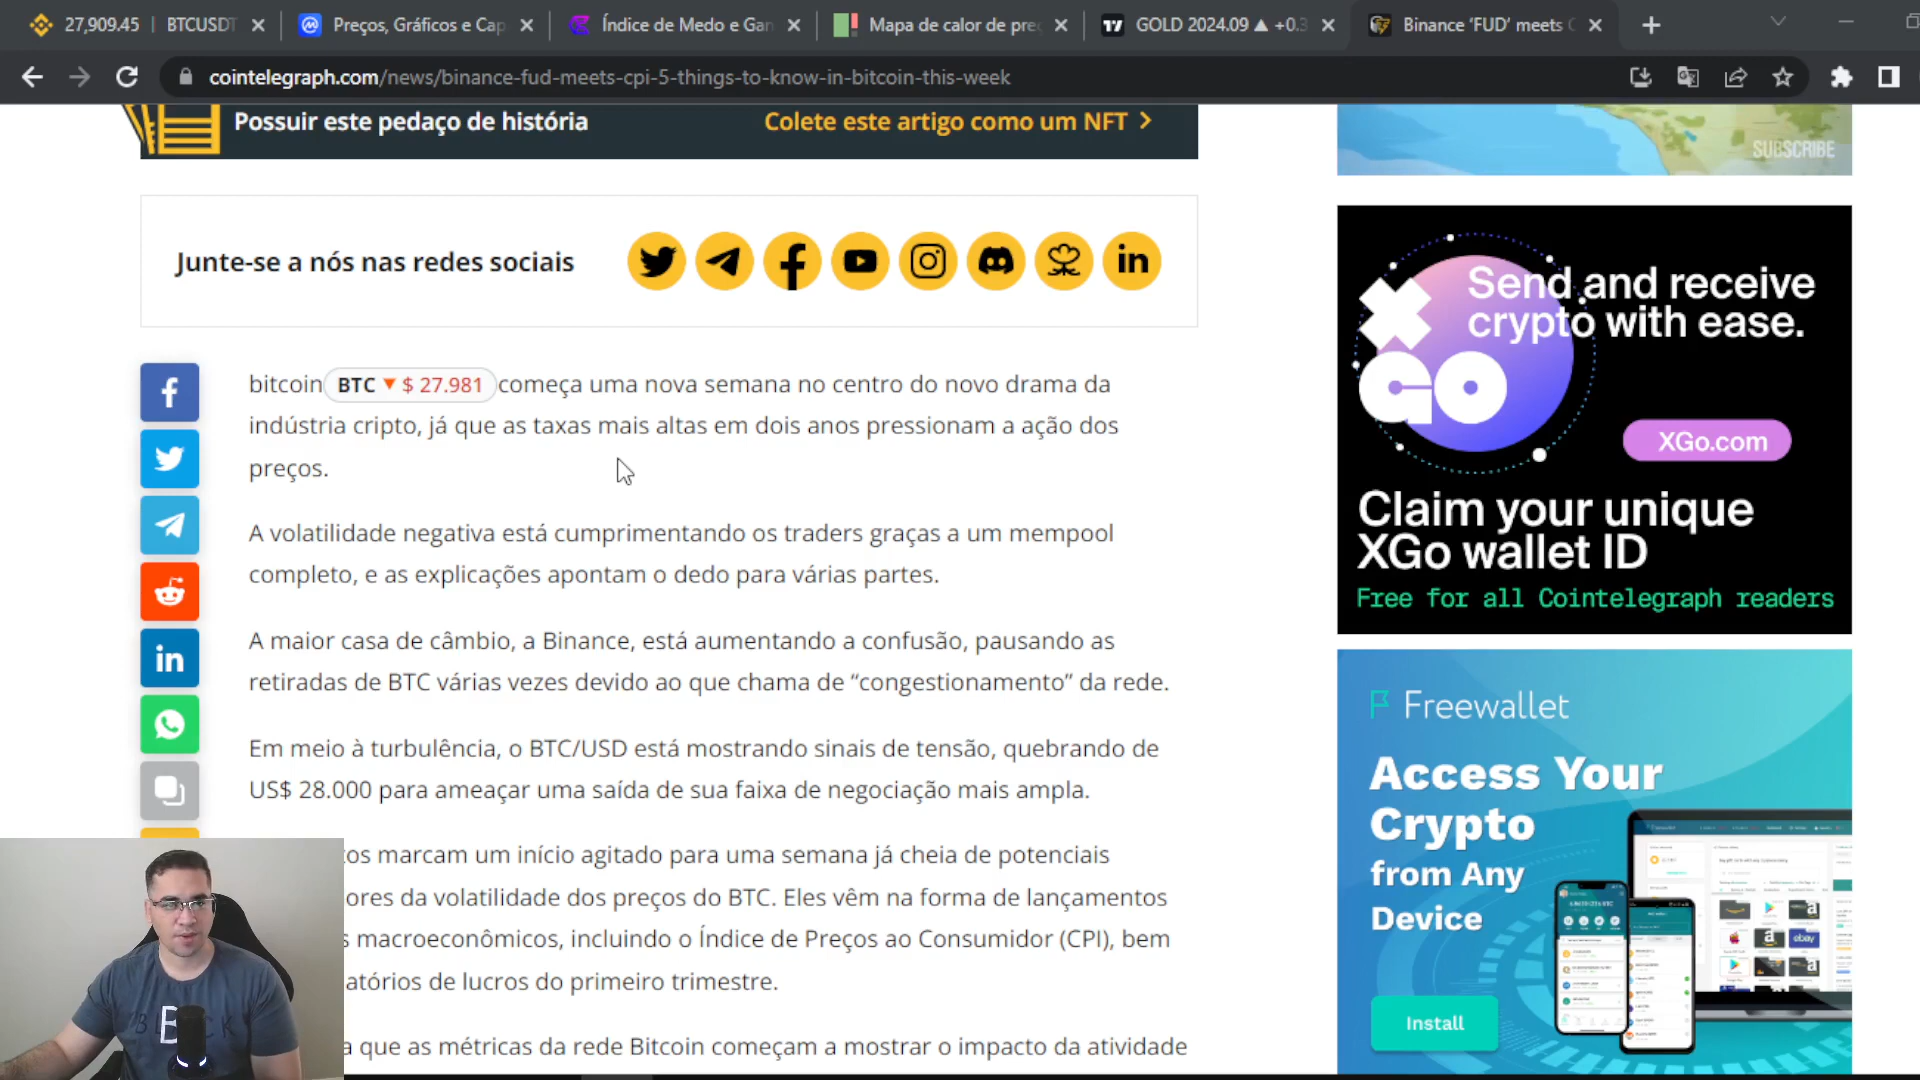 27,909.45 | BTCUSDT
Preços, Gráficos e Cap
Índice de Medo e Gan
Mapa de calor de pre
GOLD 2024.09 ▲ +0.3
Binance 'FUD' meets C
cointelegraph.com/news/binance-fud-meets-cpi-5-things-to-know-in-bitcoin-this-week
Possuir este pedaço de história
Colete este artigo como um NFT >
SUBSCRIBE
Junte-se a nós nas redes sociais
bitcoin BTC ▼ $ 27.981 começa uma nova semana no centro do novo drama da
indústria cripto, já que as taxas mais altas em dois anos pressionam a ação dos
preços.
A volatilidade negativa está cumprimentando os traders graças a um mempool
completo, e as explicações apontam o dedo para várias partes.
A maior casa de câmbio, a Binance, está aumentando a confusão, pausando as
retiradas de BTC várias vezes devido ao que chama de “congestionamento” da rede.
Em meio à turbulência, o BTC/USD está mostrando sinais de tensão, quebrando de
US$ 28.000 para ameaçar uma saída de sua faixa de negociação mais ampla.
tos marcam um início agitado para uma semana já cheia de potenciais
ores da volatilidade dos preços do BTC. Eles vêm na forma de lançamentos
s macroeconômicos, incluindo o Índice de Preços ao Consumidor (CPI), bem
atórios de lucros do primeiro trimestre.
a que as métricas da rede Bitcoin começam a mostrar o impacto da atividade
Send and receive
crypto with ease.
XGO
XGo.com
Claim your unique
XGo wallet ID
Free for all Cointelegraph readers
Freewallet
Access Your
Crypto
from Any
Device
Install